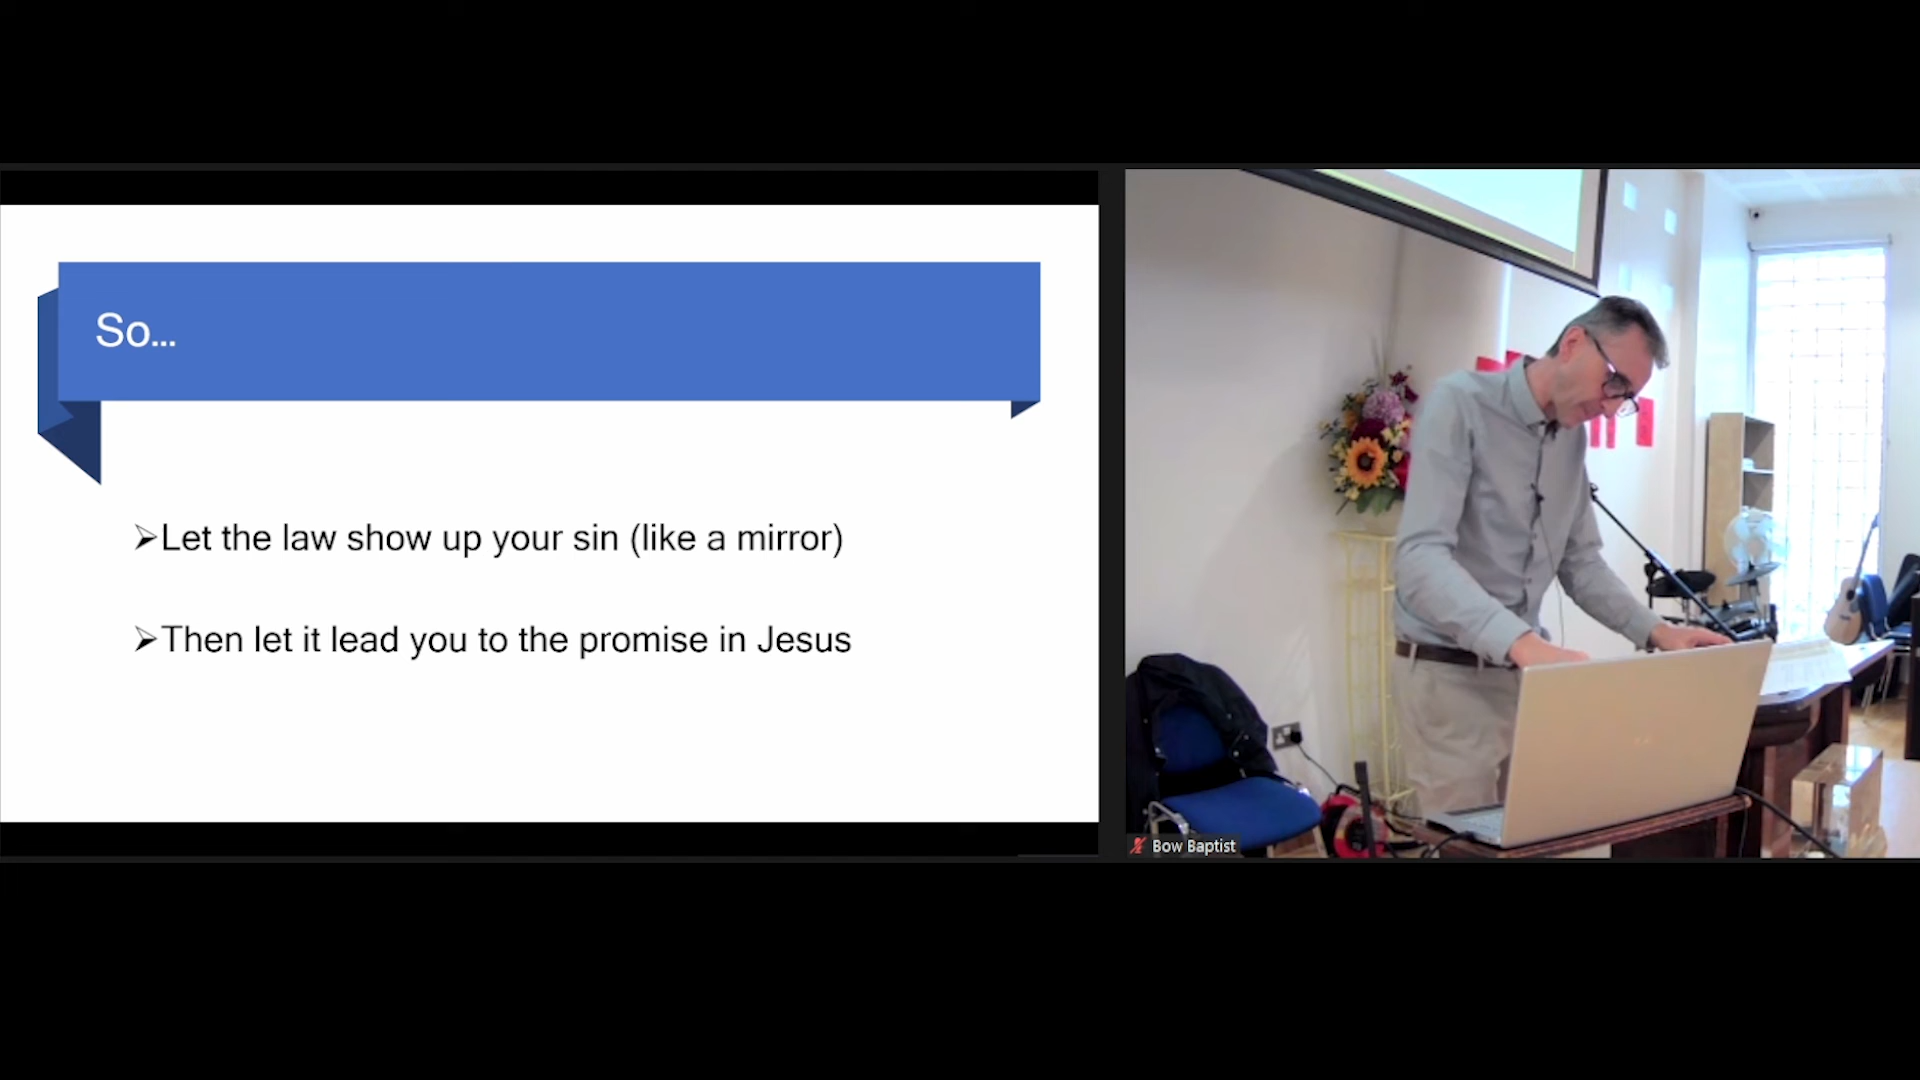 So...
➢Let the law show up your sin (like a mirror)
➢Then let it lead you to the promise in Jesus
Bow Baptist